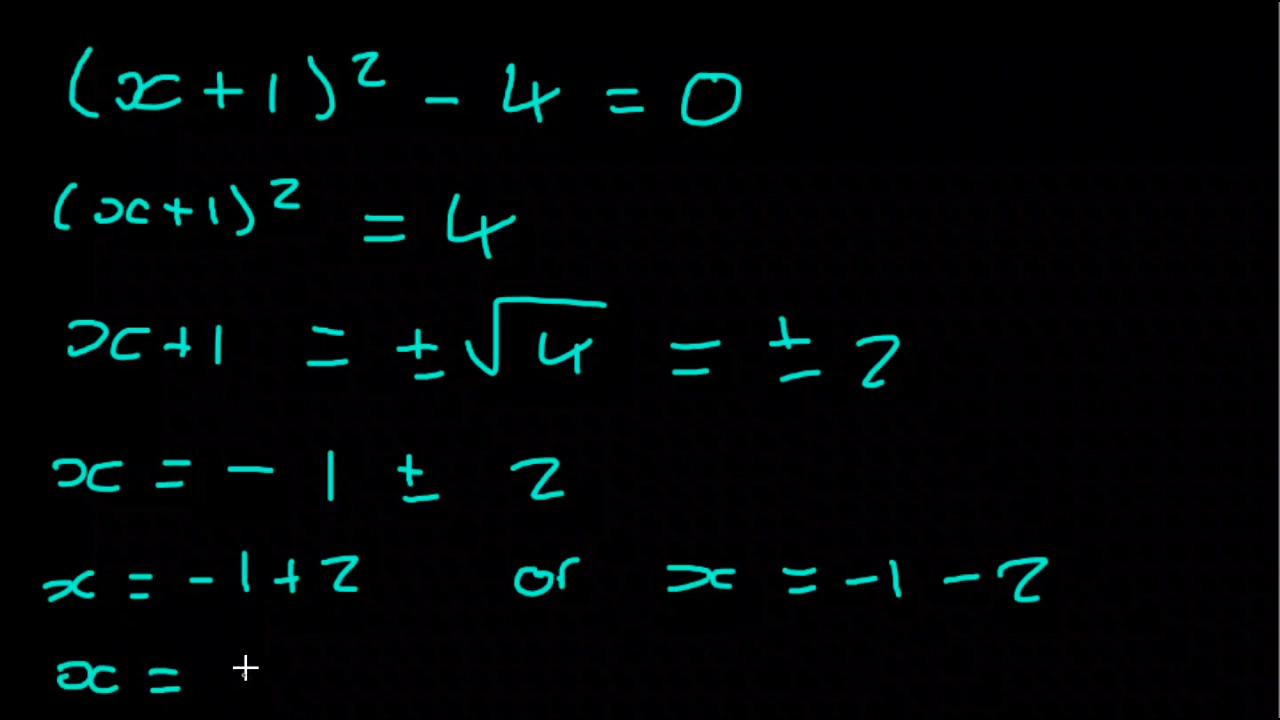 (x+1)² - 4 = 0
(x+1)² = 4
x+1 = ±√4 = ± 2
x = - 1 ± 2
x = -1+2 or x = -1 - 2
x =